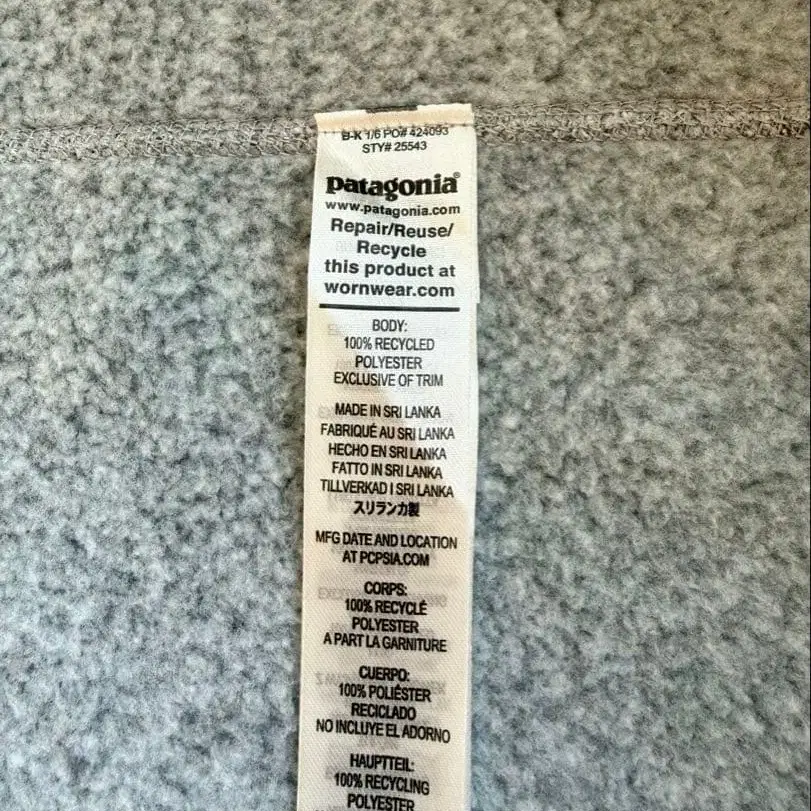 B-K 1/6 PO# 424093
STY# 25543
patagonia®
www.patagonia.com
Repair/Reuse/
Recycle
this product at
wornwear.com
BODY:
100% RECYCLED
POLYESTER
EXCLUSIVE OF TRIM
MADE IN SRI LANKA
FABRIQUÉ AU SRI LANKA
HECHO EN SRI LANKA
FATTO IN SRI LANKA
TILLVERKAD I SRI LANKA
スリランカ製
MFG DATE AND LOCATION
AT PCPSIA.COM
CORPS:
100% RECYCLÉ
POLYESTER
A PART LA GARNITURE
CUERPO:
100% POLIÉSTER
RECICLADO
NO INCLUYE EL ADORNO
HAUPTTEIL:
100% RECYCLING
POLYESTER